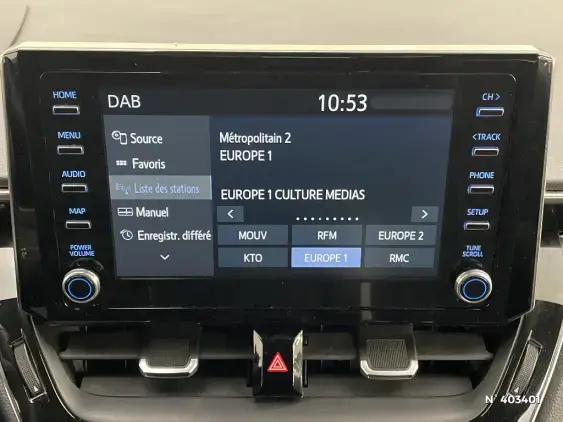 HOME
MENU
AUDIO
MAP
POWER
VOLUME
DAB
10:53
Source
Favoris
Liste des stations
Manuel
Enregistr. différé
Métropolitain 2
EUROPE 1
EUROPE 1 CULTURE MEDIAS
< >
MOUV RFM EUROPE 2
KTO EUROPE 1 RMC
CH >
< TRACK
PHONE
SETUP
TUNE
SCROLL
N° 403401